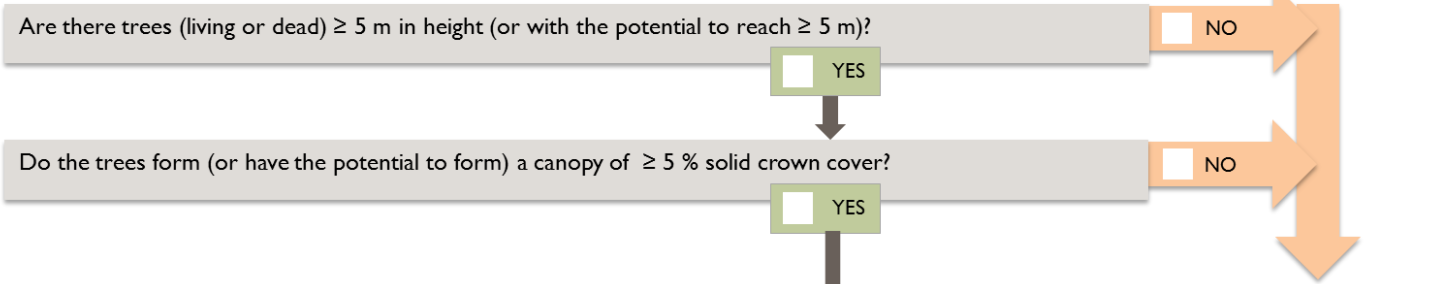 Are there trees (living or dead) ≥ 5 m in height (or with the potential to reach ≥ 5 m)?
NO
YES
Do the trees form (or have the potential to form) a canopy of ≥ 5 % solid crown cover?
NO
YES